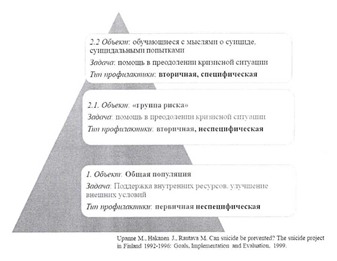 2.2 Объект: обучающиеся с мыслями о суициде,
суицидальными попытками
Задача: помощь в преодолении кризисной ситуации
Тип профилактики: вторичная, специфическая
2.1. Объект: «группа риска»
Задача: помощь в преодолении кризисной ситуации
Тип профилактики: вторичная, неспецифическая
1. Объект: Общая популяция
Задача: Поддержка внутренних ресурсов, улучшение
внешних условий
Тип профилактики: первичная неспецифическая
Upanne M., Hakanen J., Rautava M. Can suicide be prevented? The suicide project
in Finland 1992-1996: Goals, Implementation and Evaluation, 1999.